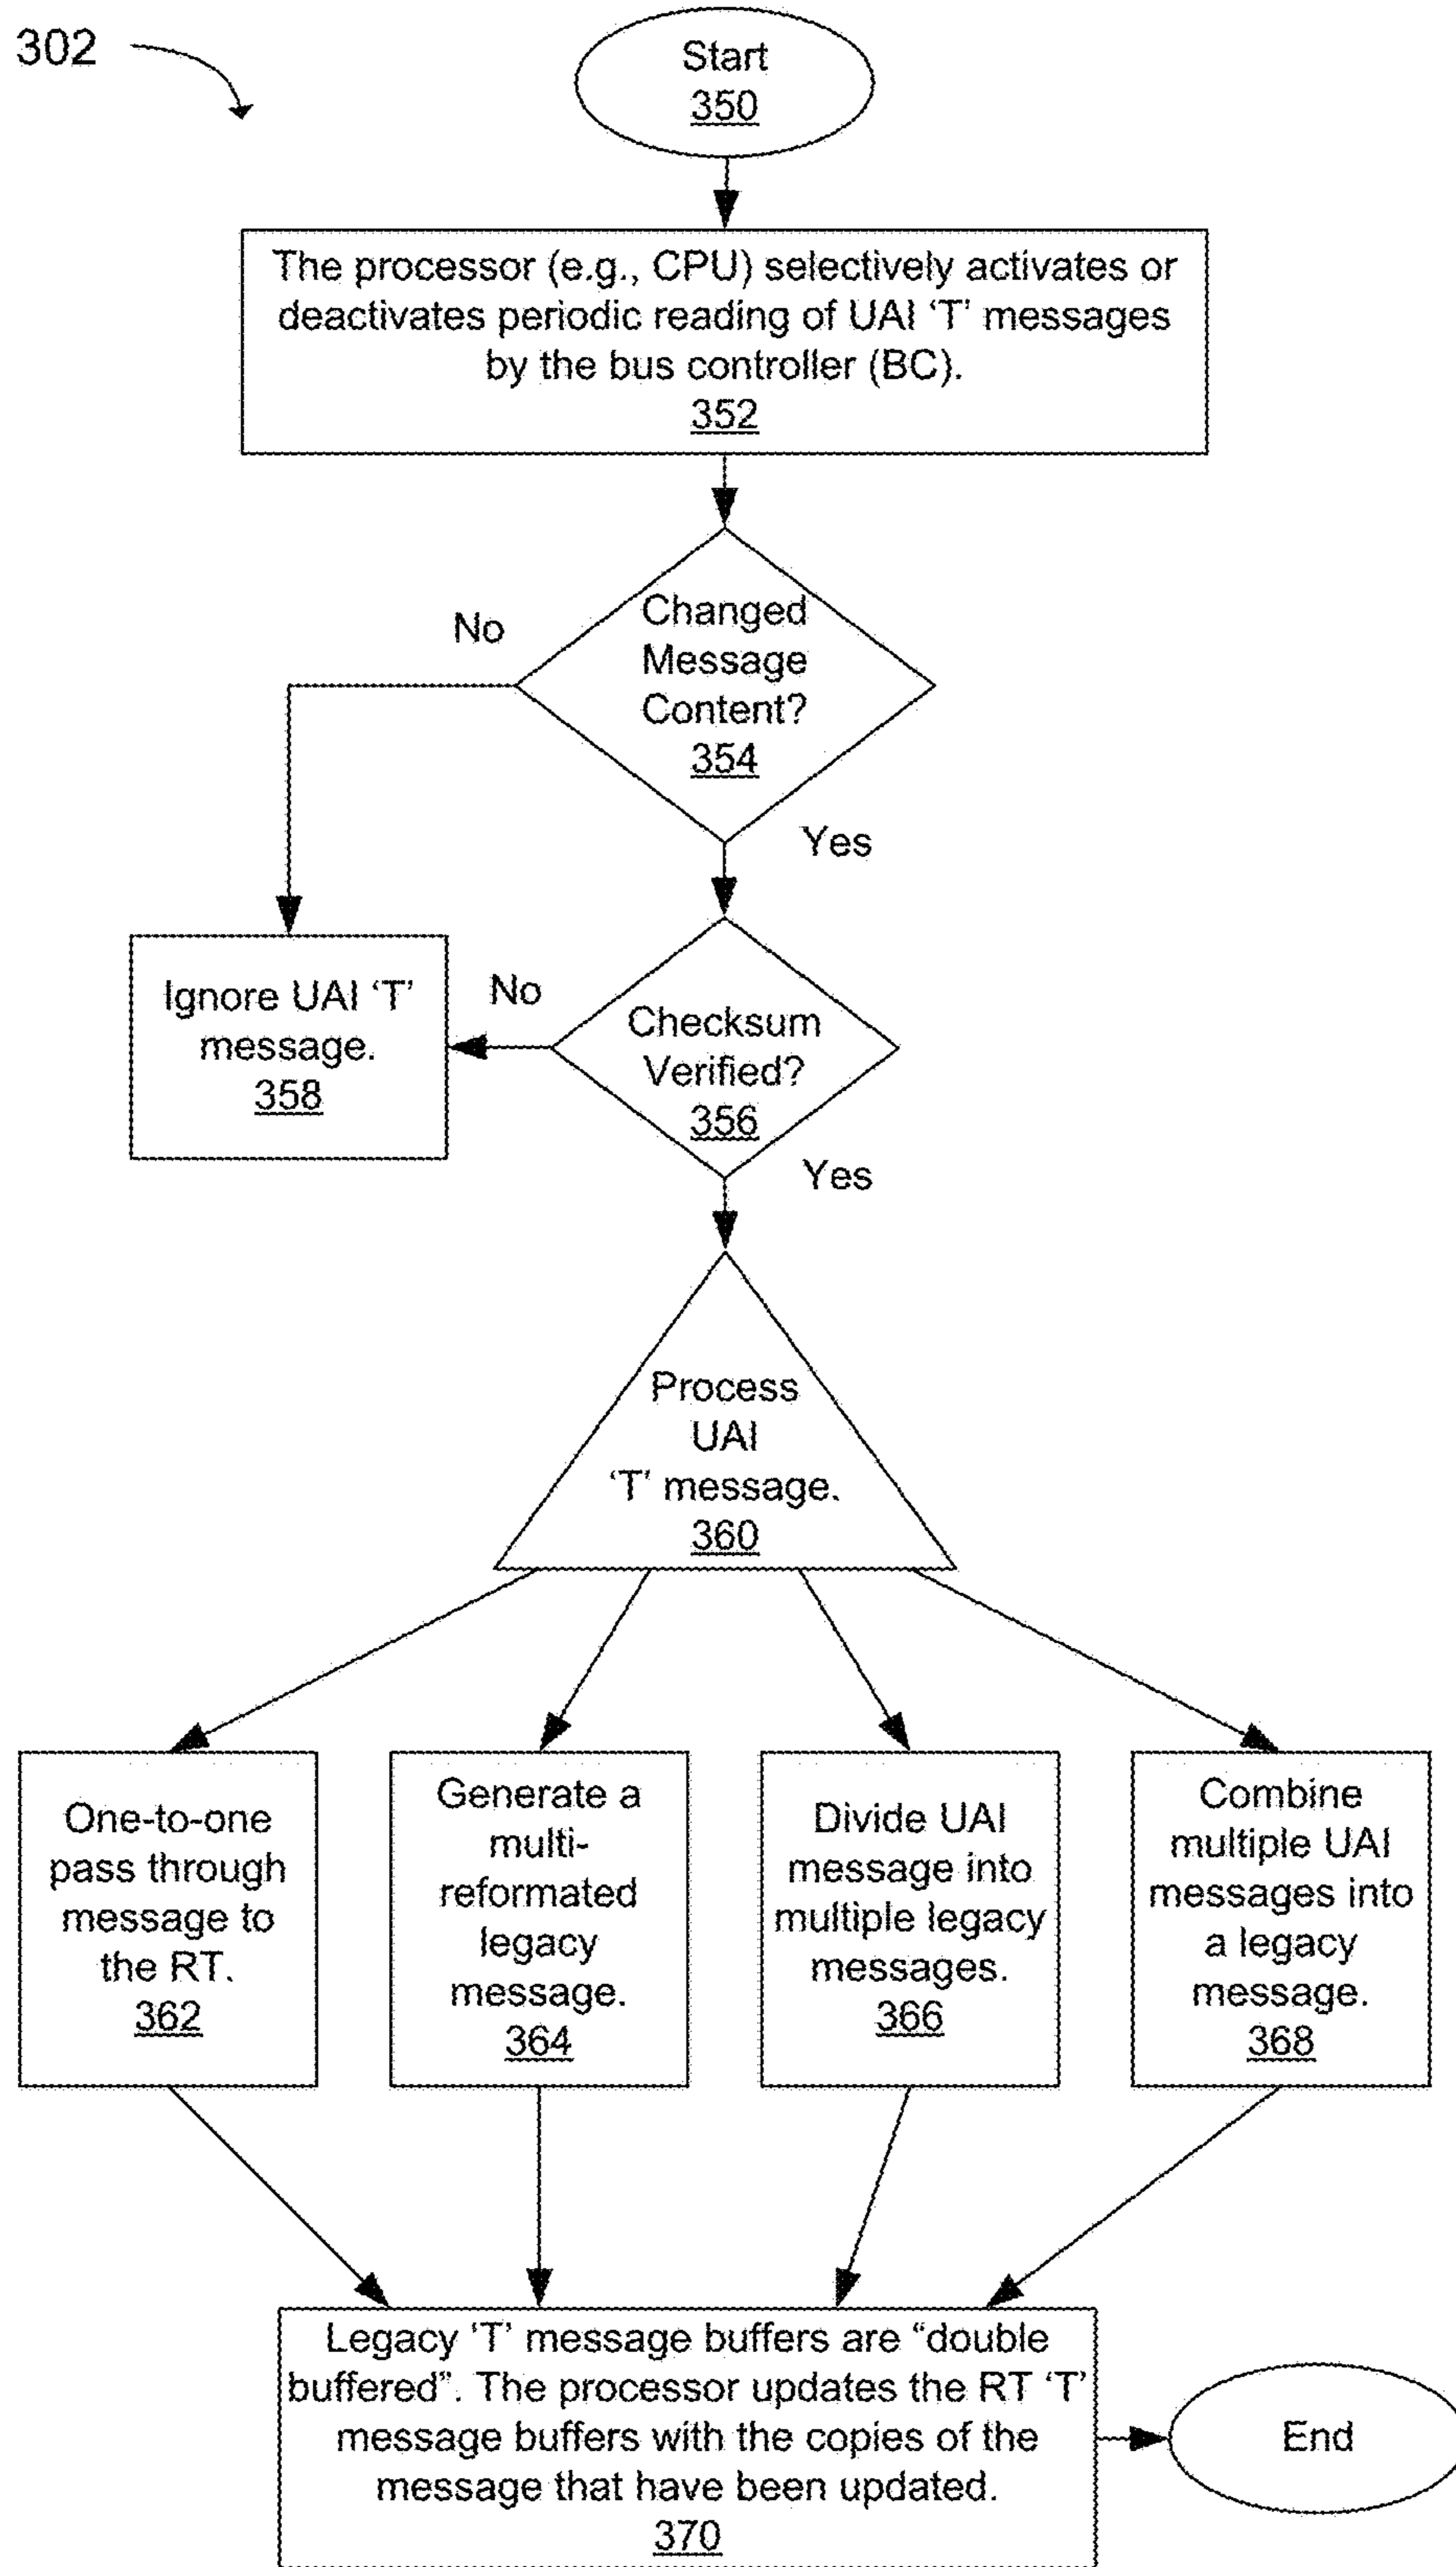 302
Start
350
The processor (e.g., CPU) selectively activates or
deactivates periodic reading of UAI ‘T’ messages
by the bus controller (BC).
352
No
Changed
Message
Content?
354
Yes
Ignore UAI ‘T’
message.
358
No
Checksum
Verified?
356
Yes
Process
UAI
‘T’ message.
360
One-to-one
pass through
message to
the RT.
362
Generate a
multi-
reformated
legacy
message.
364
Divide UAI
message into
multiple legacy
messages.
366
Combine
multiple UAI
messages into
a legacy
message.
368
Legacy ‘T’ message buffers are “double
buffered”. The processor updates the RT ‘T’
message buffers with the copies of the
message that have been updated.
370
End